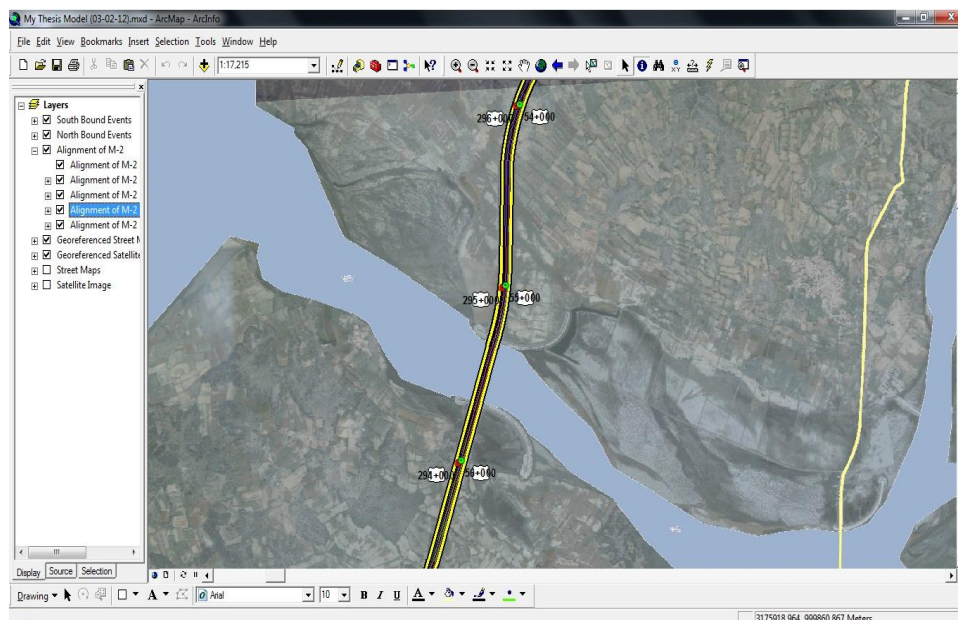 My Thesis Model (03-02-12).mxd - ArcMap - ArcInfo
File Edit View Bookmarks Insert Selection Tools Window Help
1:17,215
Layers
South Bound Events
North Bound Events
Alignment of M-2
Alignment of M-2
Alignment of M-2
Alignment of M-2
Alignment of M-2
Alignment of M-2
Georeferenced Street
Georeferenced Satellite
Street Maps
Satellite Image
296+000 54+000
295+000 55+000
294+000 56+000
Display Source Selection
Drawing A Arial 10 B I U A
3175918.964 999860.867 Meters